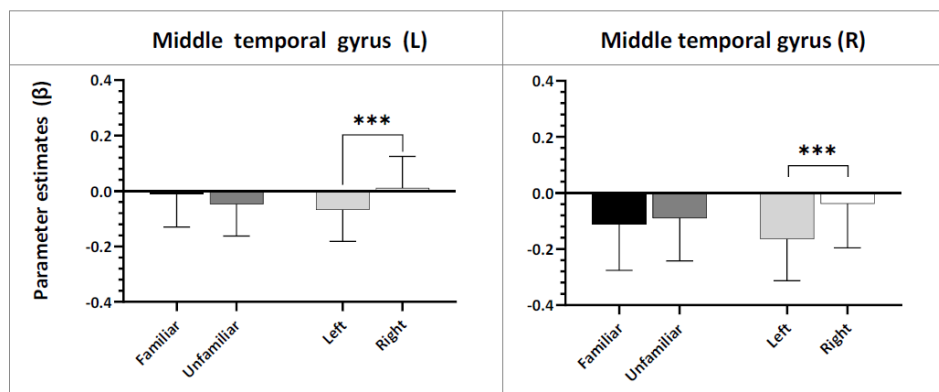 Middle temporal gyrus (L)
Middle temporal gyrus (R)
Parameter estimates (β)
0.4
0.2
0.0
-0.2
-0.4
***
Familiar
Unfamiliar
Left
Right
0.4
0.2
0.0
-0.2
-0.4
***
Familiar
Unfamiliar
Left
Right